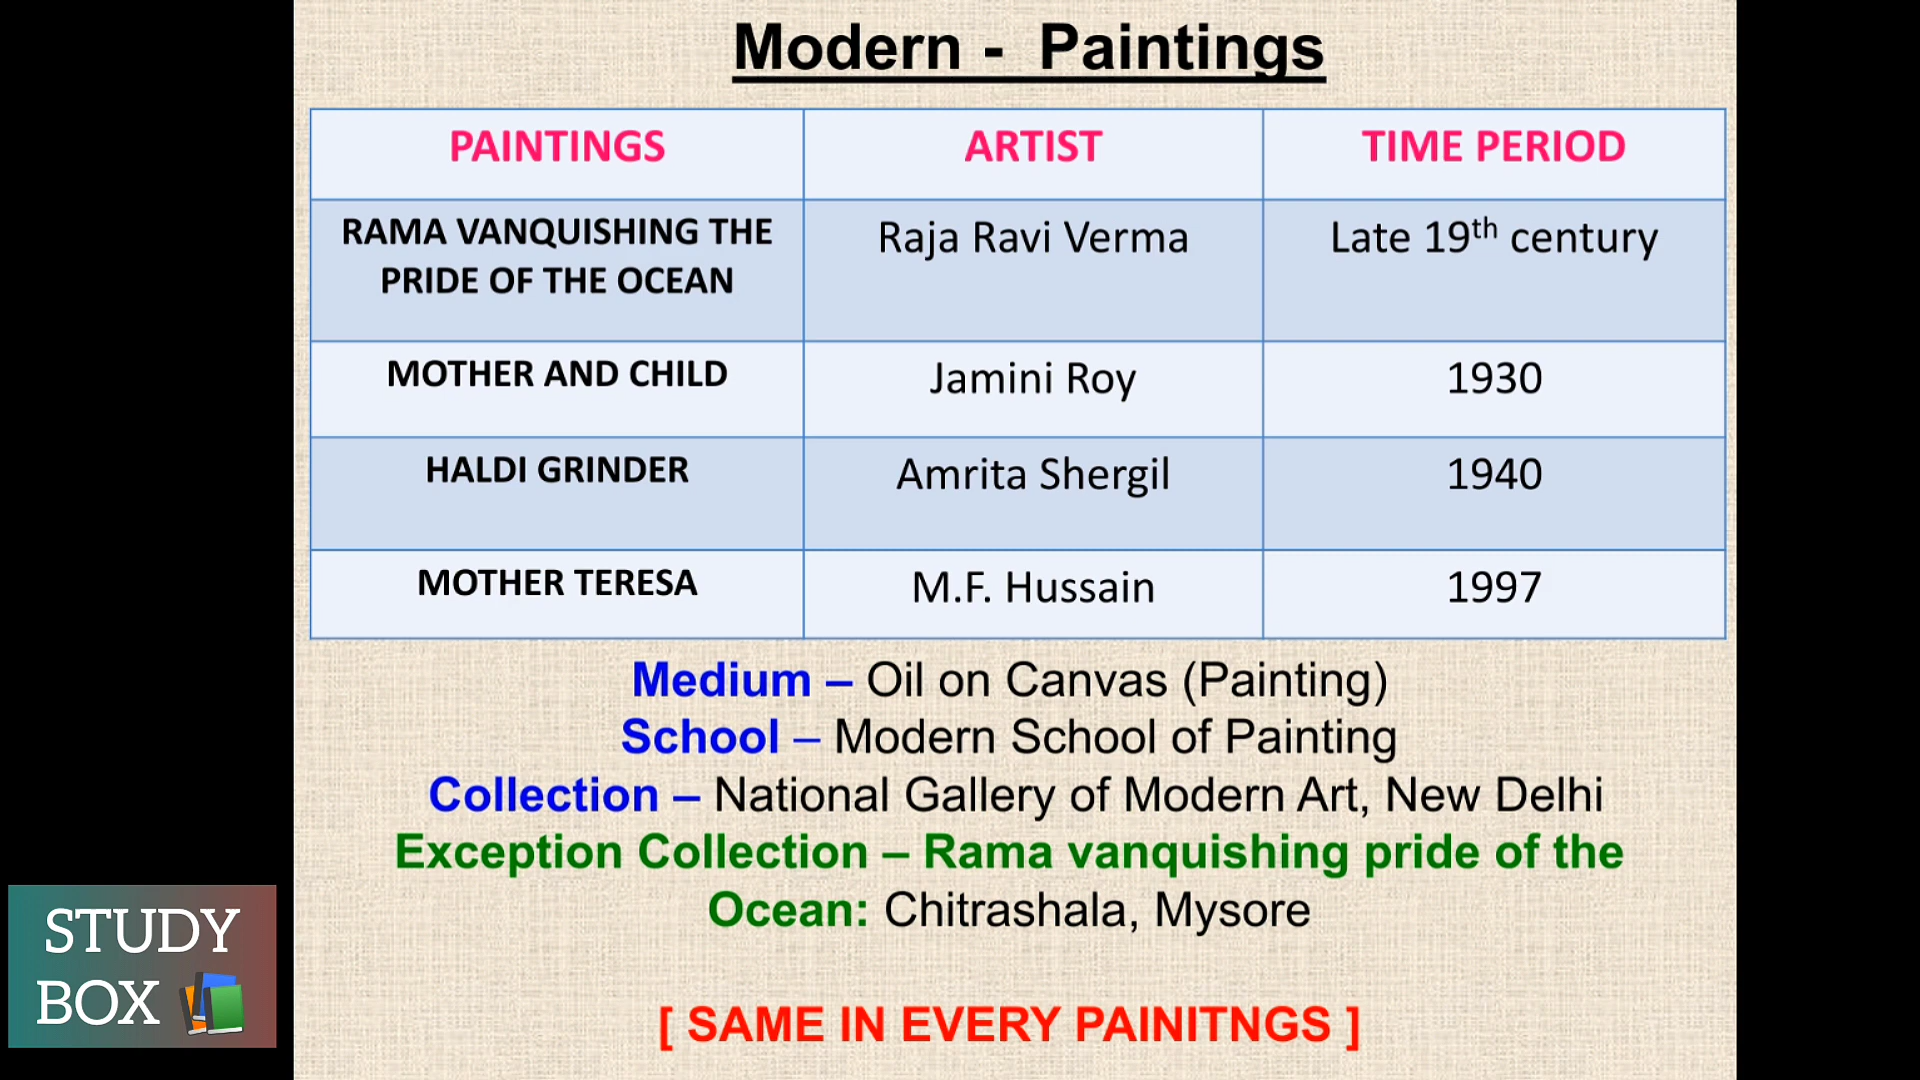 Modern - Paintings
PAINTINGS ARTIST TIME PERIOD
RAMA VANQUISHING THE PRIDE OF THE OCEAN Raja Ravi Verma Late 19th century
MOTHER AND CHILD Jamini Roy 1930
HALDI GRINDER Amrita Shergil 1940
MOTHER TERESA M.F. Hussain 1997
Medium – Oil on Canvas (Painting)
School – Modern School of Painting
Collection – National Gallery of Modern Art, New Delhi
Exception Collection – Rama vanquishing pride of the
Ocean: Chitrashala, Mysore
[ SAME IN EVERY PAINITNGS ]
STUDY
BOX